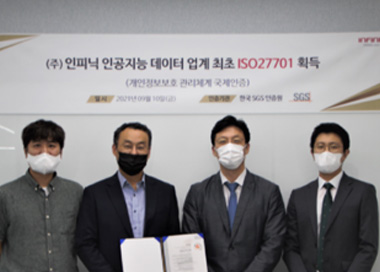 (주) 인피닉 인공지능 데이터 업계 최초 ISO27701 획득
(개인정보보호 관리체계 국제인증)
일시 2021년 09월 10일(금) 인증기관 한국 SGS 인증원 SGS